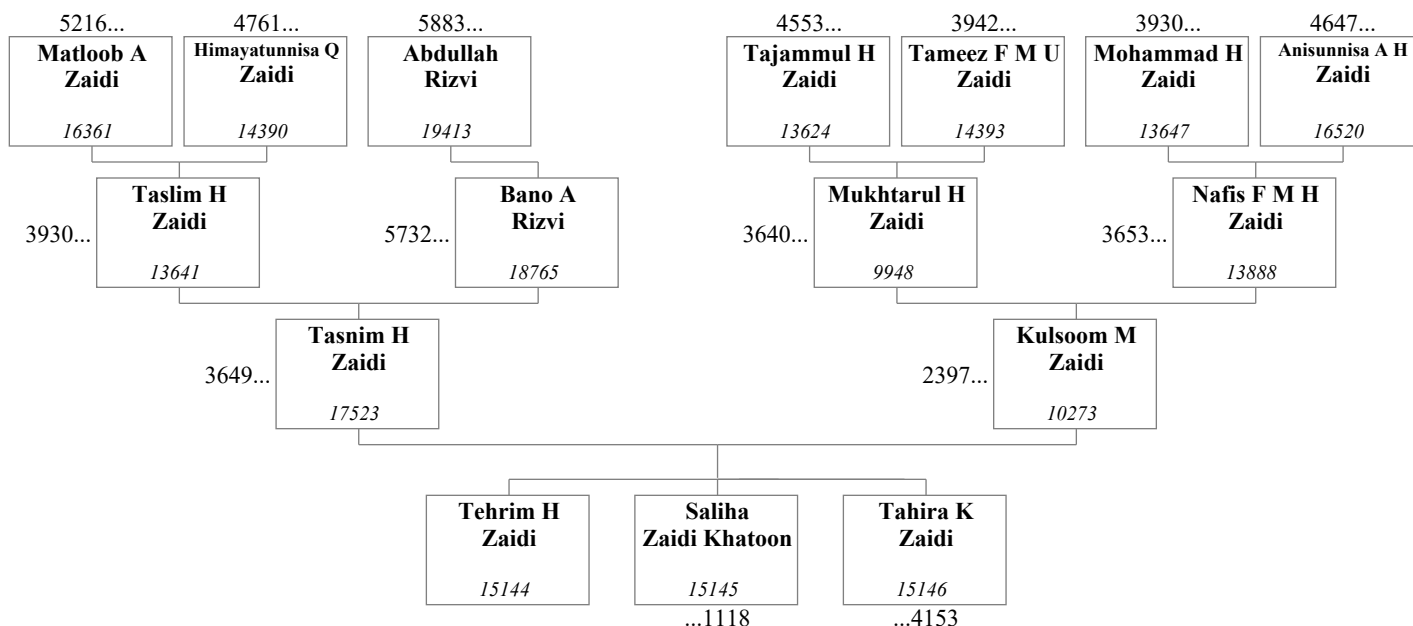 5216...
4761...
5883...
4553...
3942...
3930...
4647...
Matloob A
Zaidi
16361
Himayatunnisa Q
Zaidi
14390
Abdullah
Rizvi
19413
Tajammul H
Zaidi
13624
Tameez F M U
Zaidi
14393
Mohammad H
Zaidi
13647
Anisunnisa A H
Zaidi
16520
3930...
Taslim H
Zaidi
13641
5732...
Bano A
Rizvi
18765
3640...
Mukhtarul H
Zaidi
9948
3653...
Nafis F M H
Zaidi
13888
3649...
Tasnim H
Zaidi
17523
2397...
Kulsoom M
Zaidi
10273
Tehrim H
Zaidi
15144
Saliha
Zaidi Khatoon
15145
...1118
Tahira K
Zaidi
15146
...4153